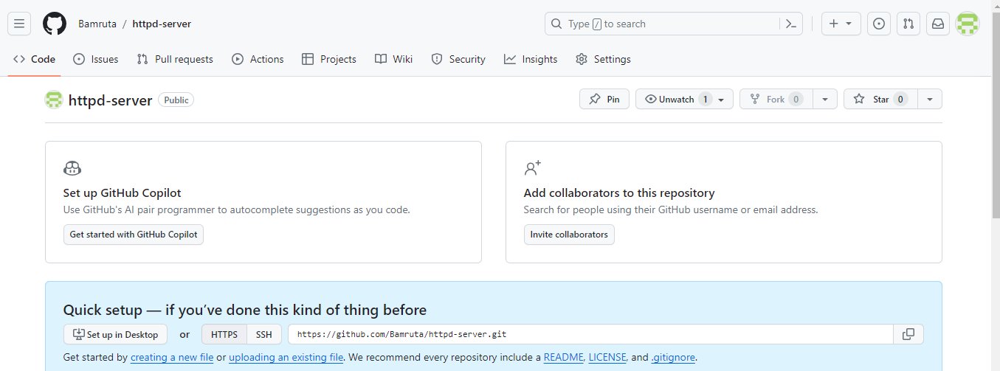 Bamruta / httpd-server Type / to search
Code Issues Pull requests Actions Projects Wiki Security Insights Settings
httpd-server Public Pin Unwatch 1 Fork 0 Star 0
Set up GitHub Copilot
Use GitHub's AI pair programmer to autocomplete suggestions as you code.
Get started with GitHub Copilot
Add collaborators to this repository
Search for people using their GitHub username or email address.
Invite collaborators
Quick setup — if you've done this kind of thing before
Set up in Desktop or HTTPS SSH https://github.com/Bamruta/httpd-server.git
Get started by creating a new file or uploading an existing file. We recommend every repository include a README, LICENSE, and .gitignore.